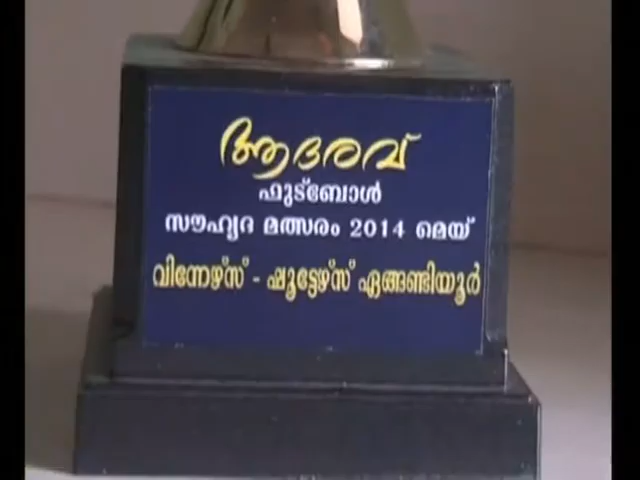 ആദരവ്
ഫുട്ബോൾ
സൗഹൃദ മത്സരം 2014 മെയ്
വിന്നേഴ്സ് - ഷൂട്ടേഴ്സ് ഏങ്ങണ്ടിയൂർ